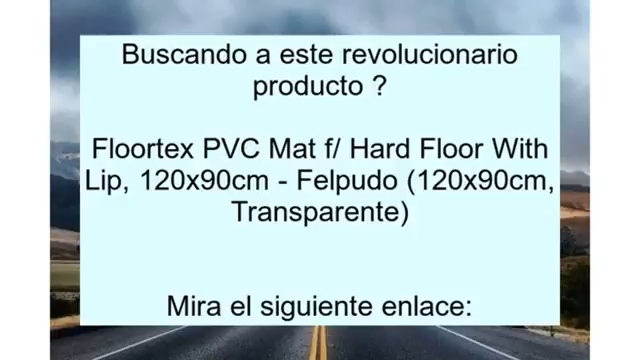 Buscando a este revolucionario
producto ?
Floortex PVC Mat f/ Hard Floor With
Lip, 120x90cm - Felpudo (120x90cm,
Transparente)
Mira el siguiente enlace: